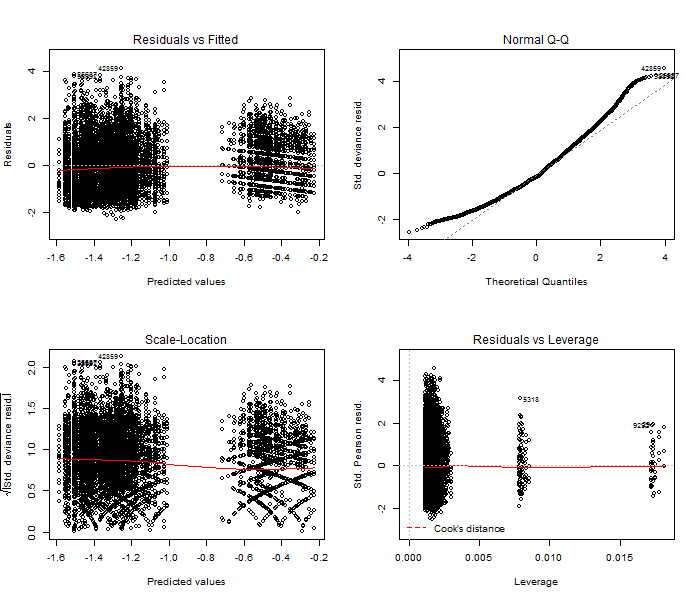 Residuals vs Fitted
Residuals
4
2
0
-2
42859
-1.6 -1.4 -1.2 -1.0 -0.8 -0.6 -0.4 -0.2
Predicted values
Normal Q-Q
Std. deviance resid.
4
2
0
-2
42859
-4 -2 0 2 4
Theoretical Quantiles
Scale-Location
√|Std. deviance resid.|
2.0
1.5
1.0
0.5
0.0
42859
-1.6 -1.4 -1.2 -1.0 -0.8 -0.6 -0.4 -0.2
Predicted values
Residuals vs Leverage
Std. Pearson resid.
4
2
0
-2
5318
Cook's distance
0.000 0.005 0.010 0.015
Leverage